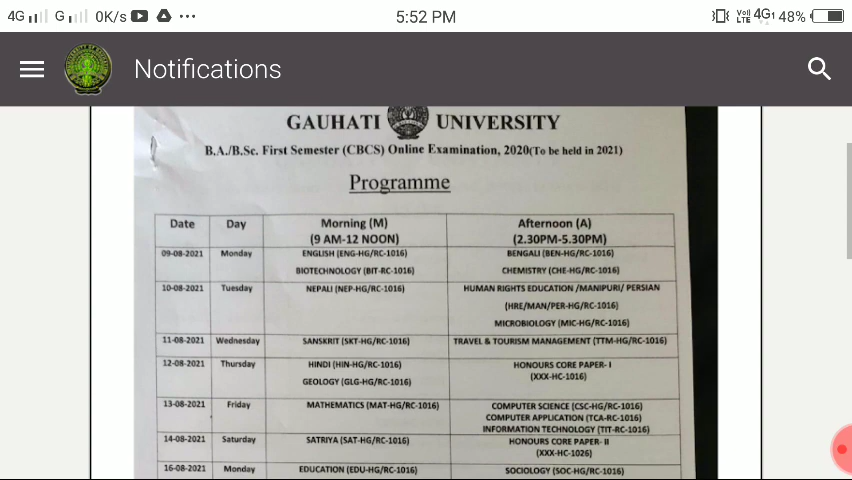 4G G 0K/s 5:52 PM VoII LTE 4G1 48%
Notifications
GAUHATI UNIVERSITY
B.A./B.Sc. First Semester (CBCS) Online Examination, 2020(To be held in 2021)
Programme
Date Day Morning (M) (9 AM-12 NOON) Afternoon (A) (2.30PM-5.30PM)
09-08-2021 Monday ENGLISH (ENG-HG/RC-1016) BENGALI (BEN-HG/RC-1016)
BIOTECHNOLOGY (BIT-RC-1016) CHEMISTRY (CHE-HG/RC-1016)
10-08-2021 Tuesday NEPALI (NEP-HG/RC-1016) HUMAN RIGHTS EDUCATION /MANIPURI/ PERSIAN
(HRE/MAN/PER-HG/RC-1016)
MICROBIOLOGY (MIC-HG/RC-1016)
11-08-2021 Wednesday SANSKRIT (SKT-HG/RC-1016) TRAVEL & TOURISM MANAGEMENT (TTM-HG/RC-1016)
12-08-2021 Thursday HINDI (HIN-HG/RC-1016) HONOURS CORE PAPER- I
GEOLOGY (GLG-HG/RC-1016) (XXX-HC-1016)
13-08-2021 Friday MATHEMATICS (MAT-HG/RC-1016) COMPUTER SCIENCE (CSC-HG/RC-1016)
COMPUTER APPLICATION (TCA-RC-1016)
INFORMATION TECHNOLOGY (TIT-RC-1016)
14-08-2021 Saturday SATRIYA (SAT-HG/RC-1016) HONOURS CORE PAPER- II
(XXX-HC-1026)
16-08-2021 Monday EDUCATION (EDU-HG/RC-1016) SOCIOLOGY (SOC-HG/RC-1016)